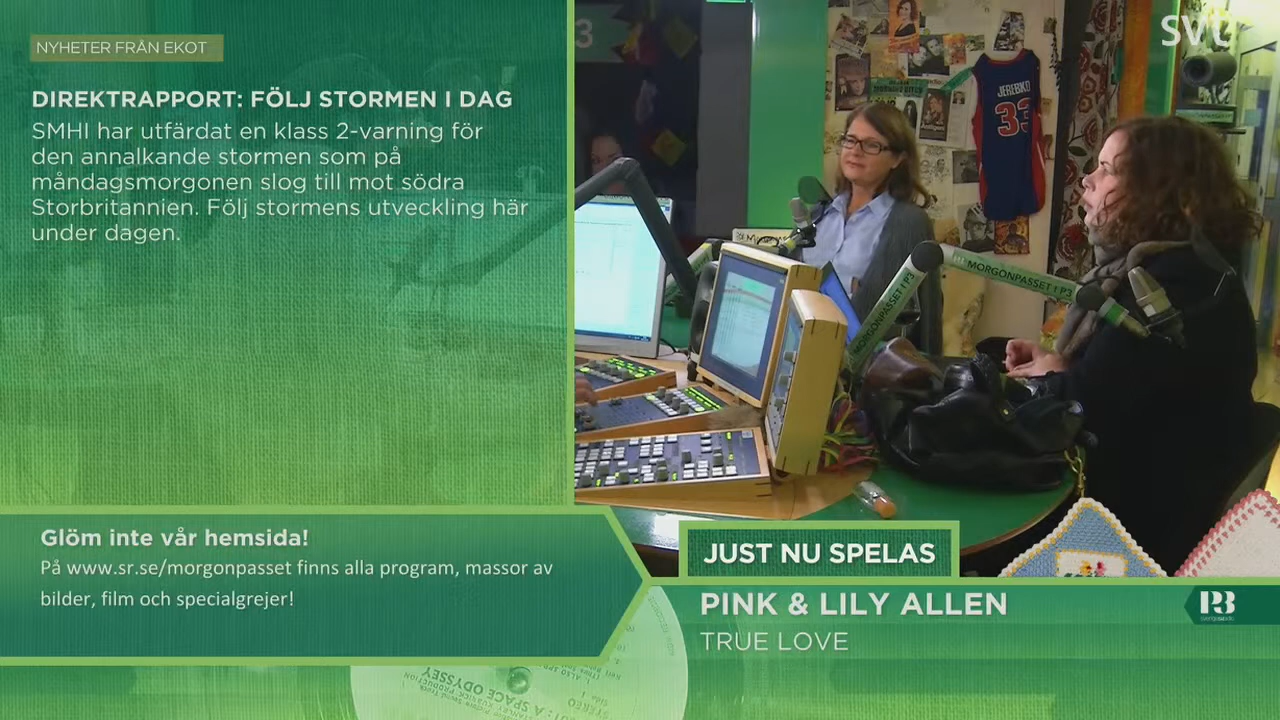 NYHETER FRÅN EKOT
DIREKTRAPPORT: FÖLJ STORMEN I DAG
SMHI har utfärdat en klass 2-varning för
den annalkande stormen som på
måndagsmorgonen slog till mot södra
Storbritannien. Följ stormens utveckling här
under dagen.
svt
3
JEREBKO
33
MORGONPASSET I P3
MORGONPASSET I P3
Glöm inte vår hemsida!
På www.sr.se/morgonpasset finns alla program, massor av
bilder, film och specialgrejer!
JUST NU SPELAS
PINK & LILY ALLEN
TRUE LOVE
P3
sverigesradio
STEREO
A SPACE ODYSSEY